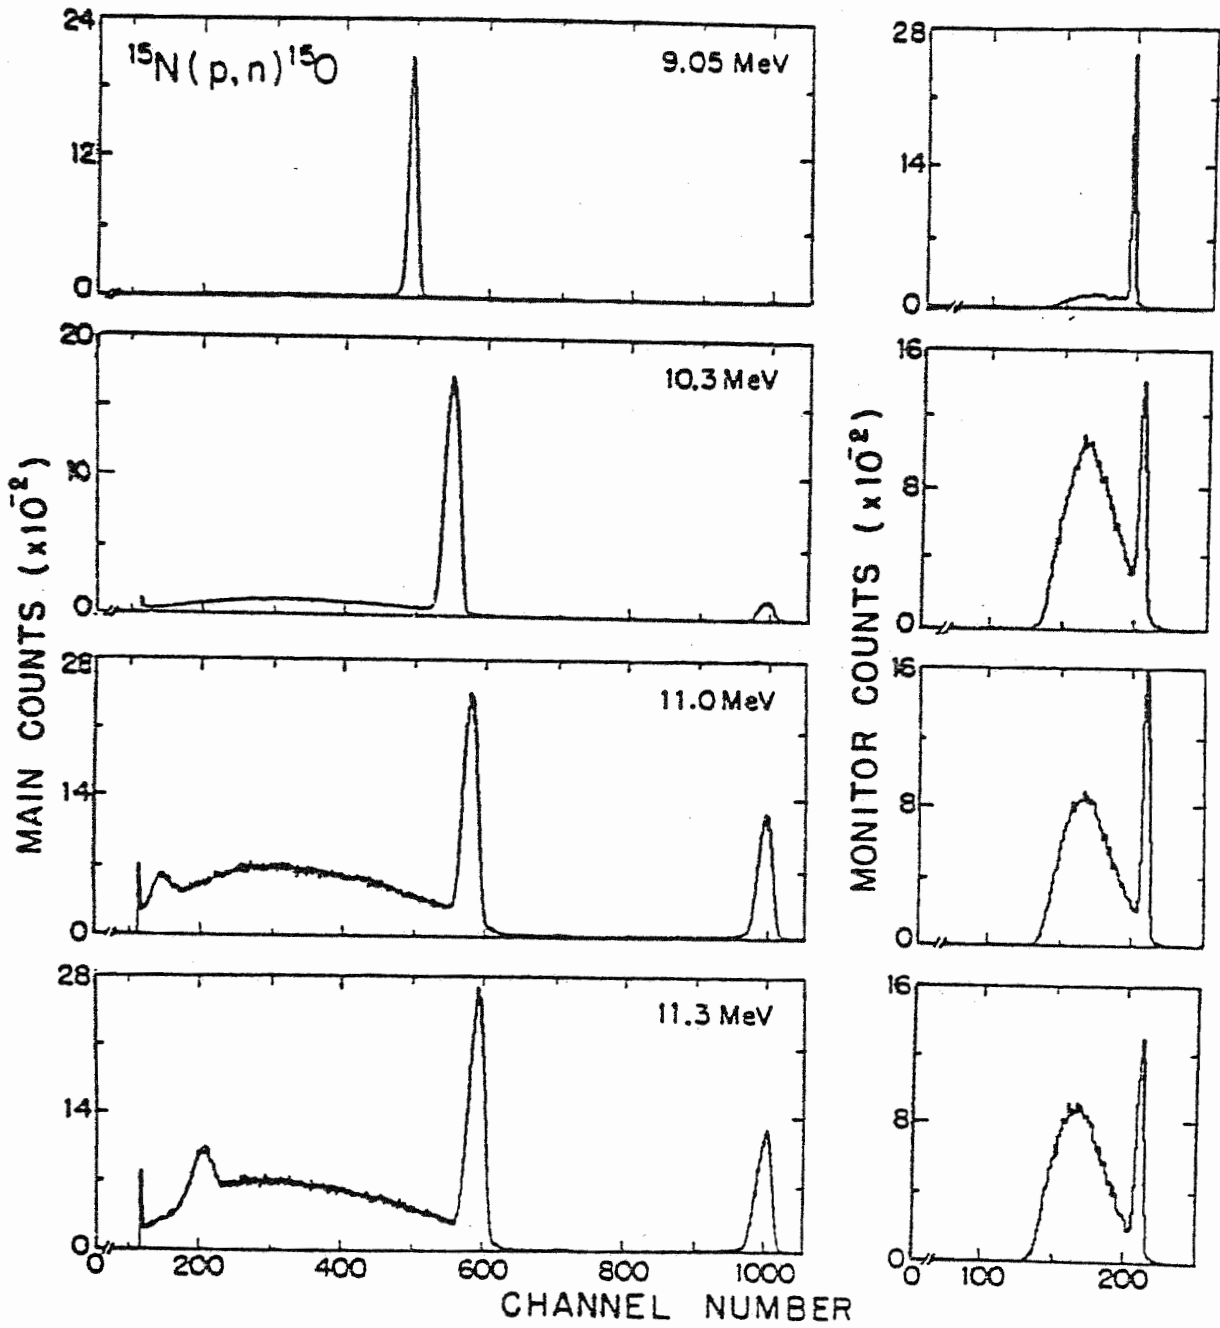 24
¹⁵N(p,n)¹⁵O
9.05 MeV
12
0
28
14
0
20
10.3 MeV
0
16
8
0
MAIN COUNTS (x10⁻²)
MONITOR COUNTS (x10⁻²)
28
11.0 MeV
14
0
16
8
0
28
11.3 MeV
14
0
0 200 400 600 800 1000
16
8
0
0 100 200
CHANNEL NUMBER